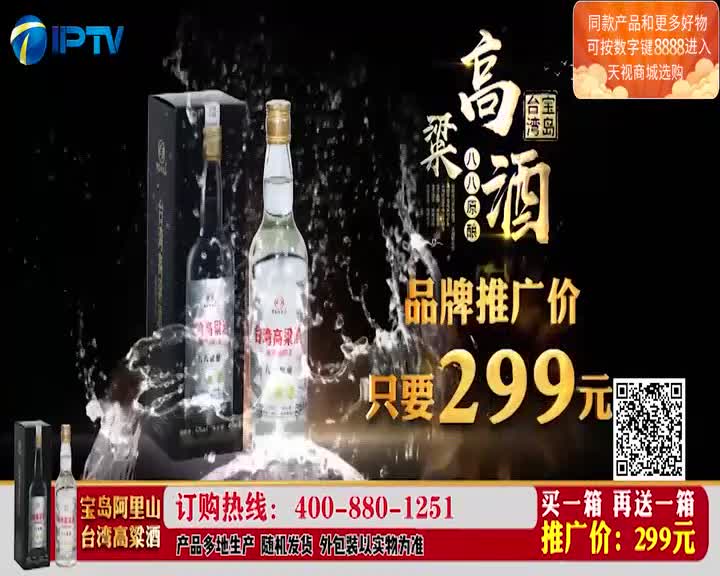 IPTV
同款产品和更多好物
可按数字键8888进入
天视商城选购
高粱酒
宝岛台湾
八八原酿
台湾高粱酒
品牌推广价
只要299元
宝岛阿里山
台湾高粱酒
订购热线：400-880-1251
产品多地生产 随机发货 外包装以实物为准
买一箱 再送一箱
推广价：299元